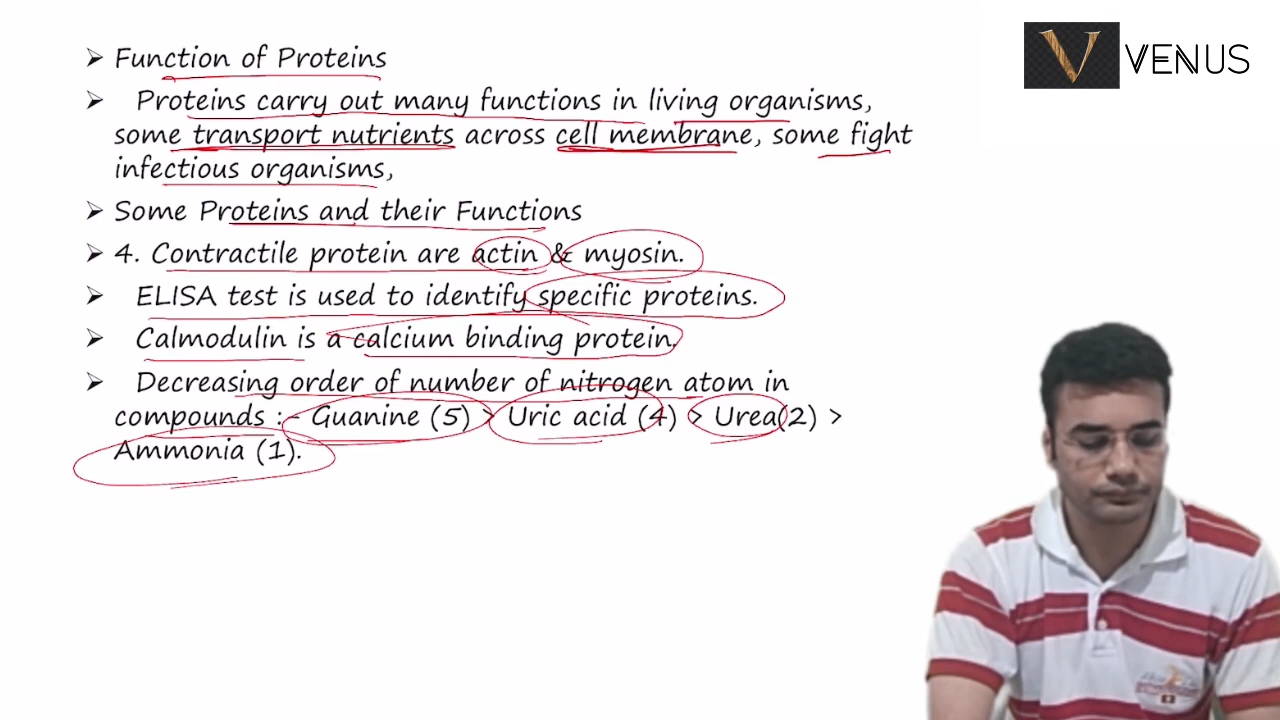 V VENUS
➢ Function of Proteins
➢ Proteins carry out many functions in living organisms,
some transport nutrients across cell membrane, some fight
infectious organisms,
➢ Some Proteins and their Functions
➢ 4. Contractile protein are actin & myosin.
➢ ELISA test is used to identify specific proteins.
➢ Calmodulin is a calcium binding protein.
➢ Decreasing order of number of nitrogen atom in
compounds :- Guanine (5) > Uric acid (4) > Urea(2) >
Ammonia (1).